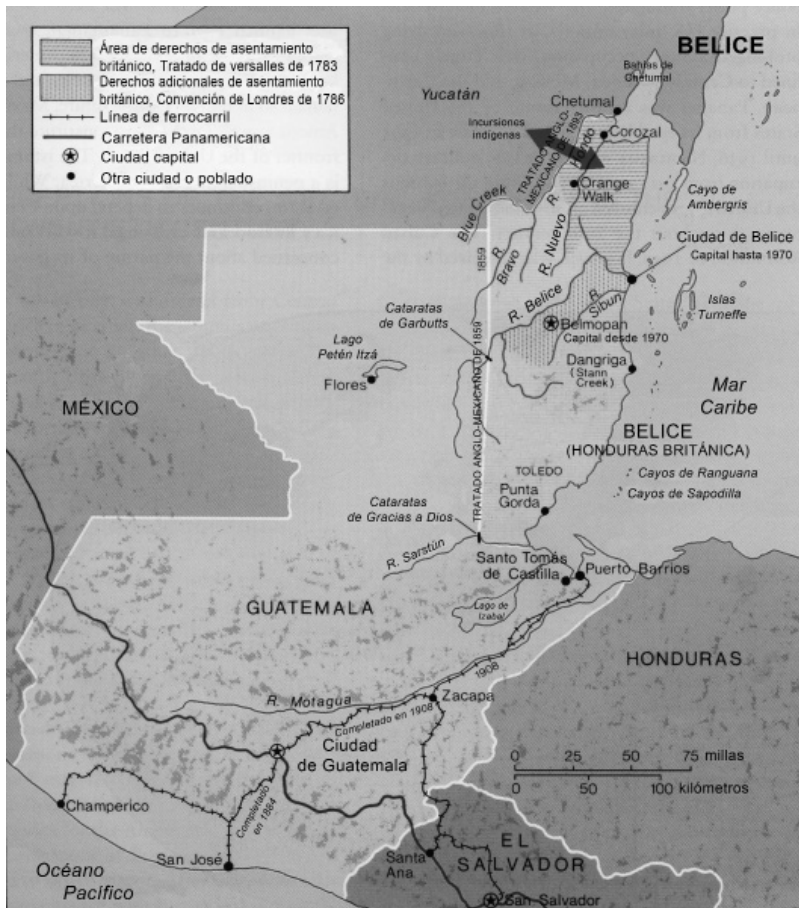 Área de derechos de asentamiento
británico, Tratado de versalles de 1783
Derechos adicionales de asentamiento
británico, Convención de Londres de 1786
Línea de ferrocarril
Carretera Panamericana
Ciudad capital
Otra ciudad o poblado
BELICE
Bahías de
Chetumal
Yucatán
Chetumal
Incursiones
indígenas
TRATADO ANGLO-
MEXICANO DE 1893
R. Hondo
Corozal
Orange
Walk
Cayo de
Ambergris
Blue Creek
R. Bravo
R. Nuevo
1859
Ciudad de Belice
Capital hasta 1970
R. Belice
R. Sibun
Islas
Turneffe
Cataratas
de Garbutts
Belmopan
Capital desde 1970
Lago
Petén Itzá
Flores
Dangriga
(Stann
Creek)
Mar
Caribe
MÉXICO
TRATADO ANGLO-MEXICANO DE 1859
BELICE
(HONDURAS BRITÁNICA)
TOLEDO
Cayos de Ranguana
Cayos de Sapodilla
Punta
Gorda
Cataratas
de Gracias a Dios
R. Sarstún
Santo Tomás
de Castilla
Puerto Barrios
GUATEMALA
Lago de
Izabal
HONDURAS
1908
R. Motagua
Zacapa
Completado en 1908
Ciudad
de Guatemala
0 25 50 75 millas
0 50 100 kilómetros
Champerico
Completado
en 1884
San José
EL
SALVADOR
Santa
Ana
Océano
Pacífico
San Salvador